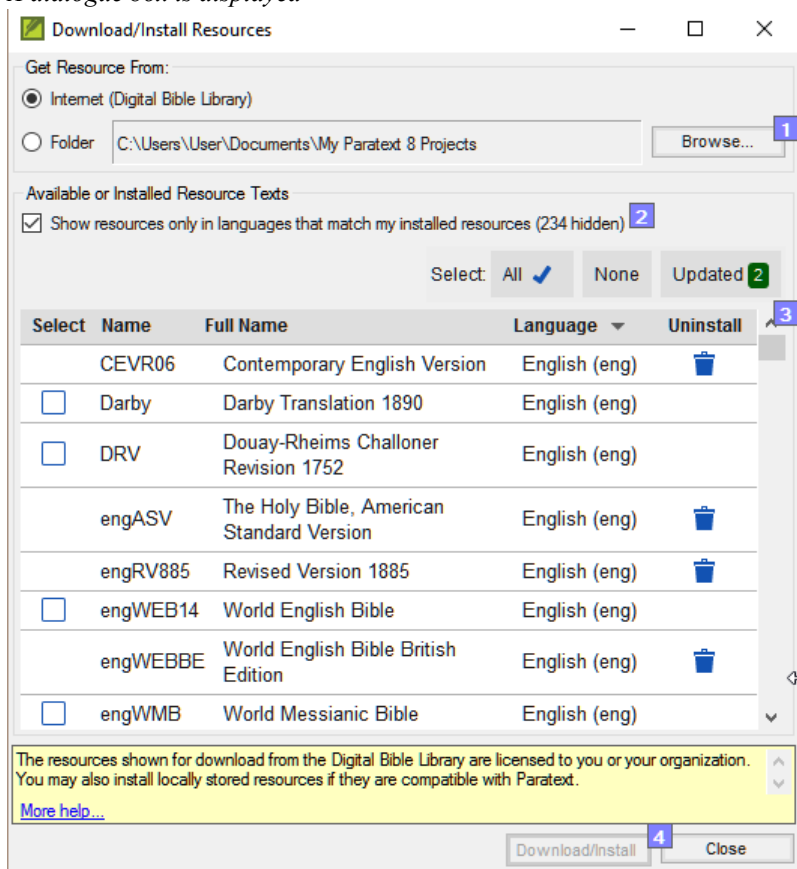 Download/Install Resources
Get Resource From:
Internet (Digital Bible Library)
Folder C:\Users\User\Documents\My Paratext 8 Projects Browse... 1
Available or Installed Resource Texts
Show resources only in languages that match my installed resources (234 hidden) 2
Select: All None Updated 2
Select Name Full Name Language Uninstall 3
CEVR06 Contemporary English Version English (eng)
Darby Darby Translation 1890 English (eng)
DRV Douay-Rheims Challoner Revision 1752 English (eng)
engASV The Holy Bible, American Standard Version English (eng)
engRV885 Revised Version 1885 English (eng)
engWEB14 World English Bible English (eng)
engWEBBE World English Bible British Edition English (eng)
engWMB World Messianic Bible English (eng)
The resources shown for download from the Digital Bible Library are licensed to you or your organization.
You may also install locally stored resources if they are compatible with Paratext.
More help...
Download/Install 4 Close